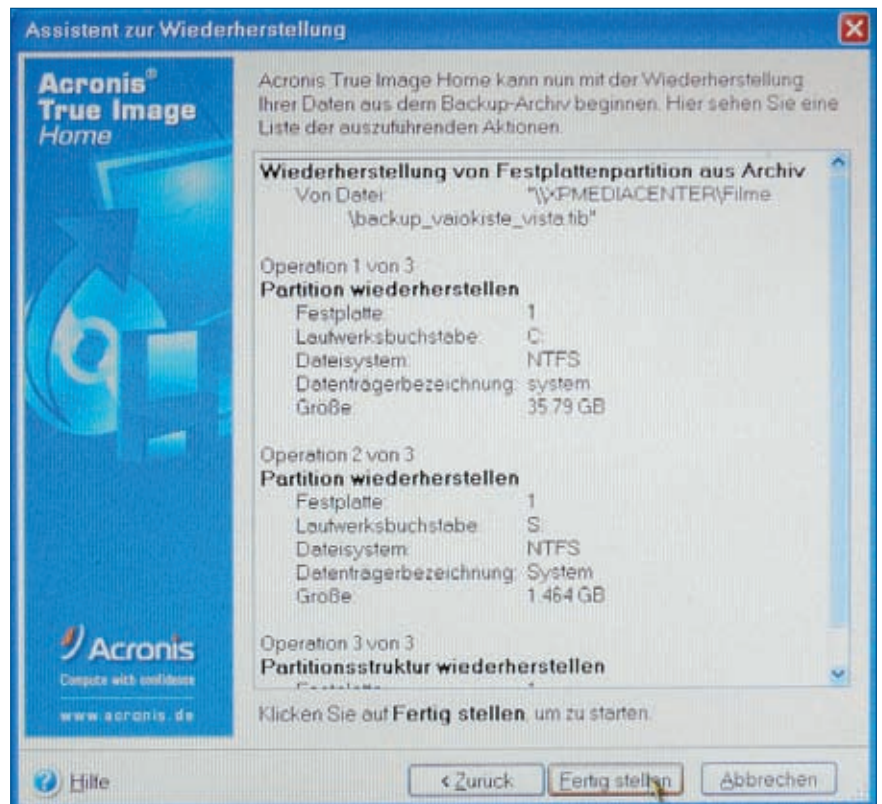 Assistent zur Wiederherstellung
Acronis®
True Image
Home
Acronis True Image Home kann nun mit der Wiederherstellung
Ihrer Daten aus dem Backup-Archiv beginnen. Hier sehen Sie eine
Liste der auszuführenden Aktionen.
Wiederherstellung von Festplattenpartition aus Archiv
Von Datei: "\\XPMEDIACENTER\Filme
\backup_vaiokiste_vista.tib"
Operation 1 von 3
Partition wiederherstellen
Festplatte: 1
Laufwerksbuchstabe: C:
Dateisystem: NTFS
Datenträgerbezeichnung: system
Größe: 35.79 GB
Operation 2 von 3
Partition wiederherstellen
Festplatte: 1
Laufwerksbuchstabe: S:
Dateisystem: NTFS
Datenträgerbezeichnung: System
Größe: 1.464 GB
Operation 3 von 3
Partitionsstruktur wiederherstellen
Klicken Sie auf Fertig stellen, um zu starten.
Acronis
Compute with confidence
www.acronis.de
Hilfe
< Zurück
Fertig stellen
Abbrechen